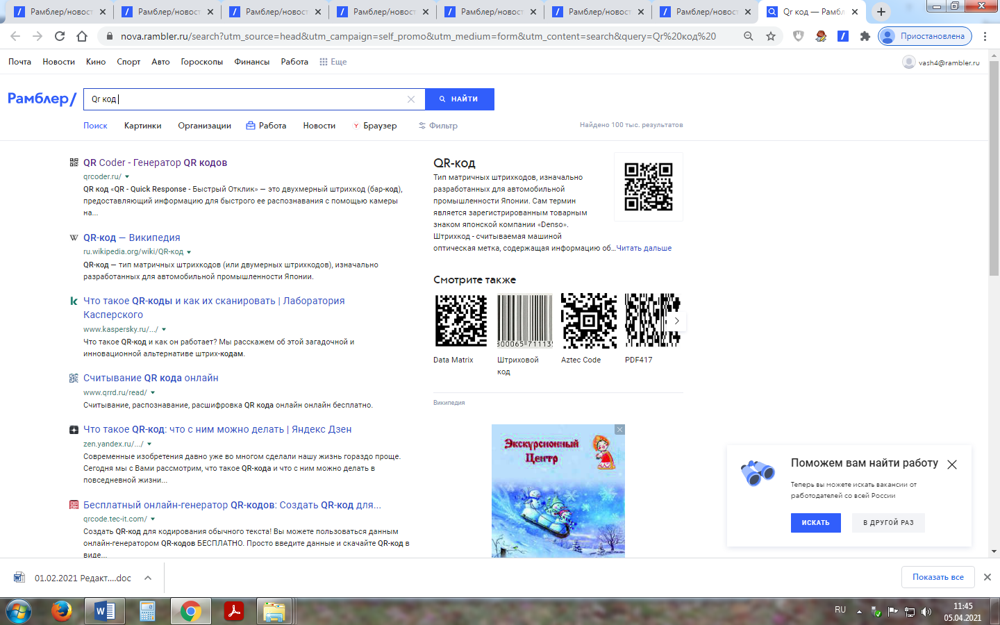 Рамблер/новост
Рамблер/новост
Рамблер/новост
Рамблер/новост
Рамблер/новост
Рамблер/новост
Рамблер/новост
Qr код — Рамбл
nova.rambler.ru/search?utm_source=head&utm_campaign=self_promo&utm_medium=form&utm_content=search&query=Qr%20код%20
Приостановлена
Почта Новости Кино Спорт Авто Гороскопы Финансы Работа Еще
vash4@rambler.ru
Рамблер/
Qr код
НАЙТИ
Поиск Картинки Организации Работа Новости Браузер Фильтр
Найдено 100 тыс. результатов
QR Coder - Генератор QR кодов
qrcoder.ru/
QR код «QR - Quick Response - Быстрый Отклик» — это двухмерный штрихкод (бар-код),
предоставляющий информацию для быстрого ее распознавания с помощью камеры
на...
QR-код — Википедия
ru.wikipedia.org/wiki/QR-код
QR-код — тип матричных штрихкодов (или двумерных штрихкодов), изначально
разработанных для автомобильной промышленности Японии.
Что такое QR-коды и как их сканировать | Лаборатория
Касперского
www.kaspersky.ru/.../
Что такое QR-код и как он работает? Мы расскажем об этой загадочной и
инновационной альтернативе штрих-кодам.
Считывание QR кода онлайн
www.qrrd.ru/read/
Считывание, распознавание, расшифровка QR кода онлайн онлайн бесплатно.
Что такое QR-код: что с ним можно делать | Яндекс Дзен
zen.yandex.ru/.../
Современные изобретения давно уже во многом сделали нашу жизнь гораздо проще.
Сегодня мы с Вами рассмотрим, что такое QR-кода и что с ним можно делать в
повседневной жизни...
Бесплатный онлайн-генератор QR-кодов: Создать QR-код для...
qrcode.tec-it.com/
Создать QR-код для кодирования обычного текста! Вы можете пользоваться данным
онлайн-генератором QR-кодов БЕСПЛАТНО. Просто введите данные и скачайте QR-код в
виде...
QR-код
Тип матричных штрихкодов, изначально
разработанных для автомобильной
промышленности Японии. Сам термин
является зарегистрированным товарным
знаком японской компании «Denso».
Штрихкод - считываемая машиной
оптическая метка, содержащая информацию об...Читать дальше
Смотрите также
Data Matrix
Штриховой
код
Aztec Code
PDF417
Википедия
Экскурсионный
Центр
Поможем вам найти работу
Теперь вы можете искать вакансии от
работодателей со всей России
ИСКАТЬ
В ДРУГОЙ РАЗ
01.02.2021 Редакт....doc
Показать все
RU
11:45
05.04.2021